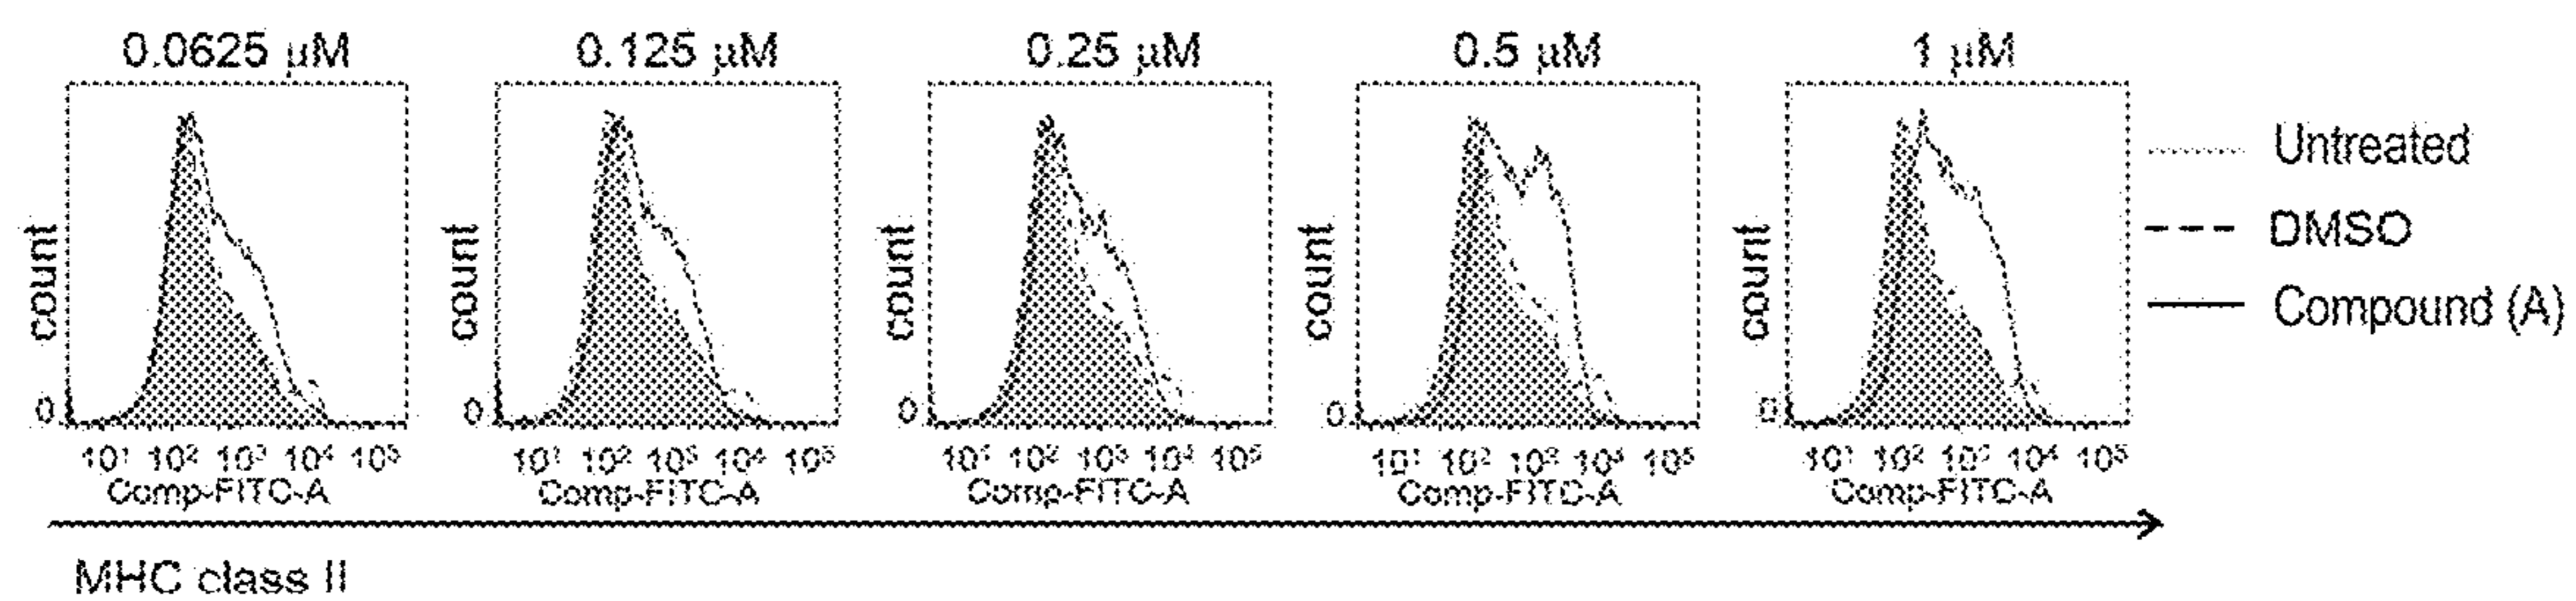 0.0625 µM 0.125 µM 0.25 µM 0.5 µM 1 µM
Untreated
DMSO
Compound (A)
count count count count count
0 0 0 0 0
10¹ 10² 10³ 10⁴ 10⁵ 10¹ 10² 10³ 10⁴ 10⁵ 10¹ 10² 10³ 10⁴ 10⁵ 10¹ 10² 10³ 10⁴ 10⁵ 10¹ 10² 10³ 10⁴ 10⁵
Comp-FITC-A Comp-FITC-A Comp-FITC-A Comp-FITC-A Comp-FITC-A
MHC class II